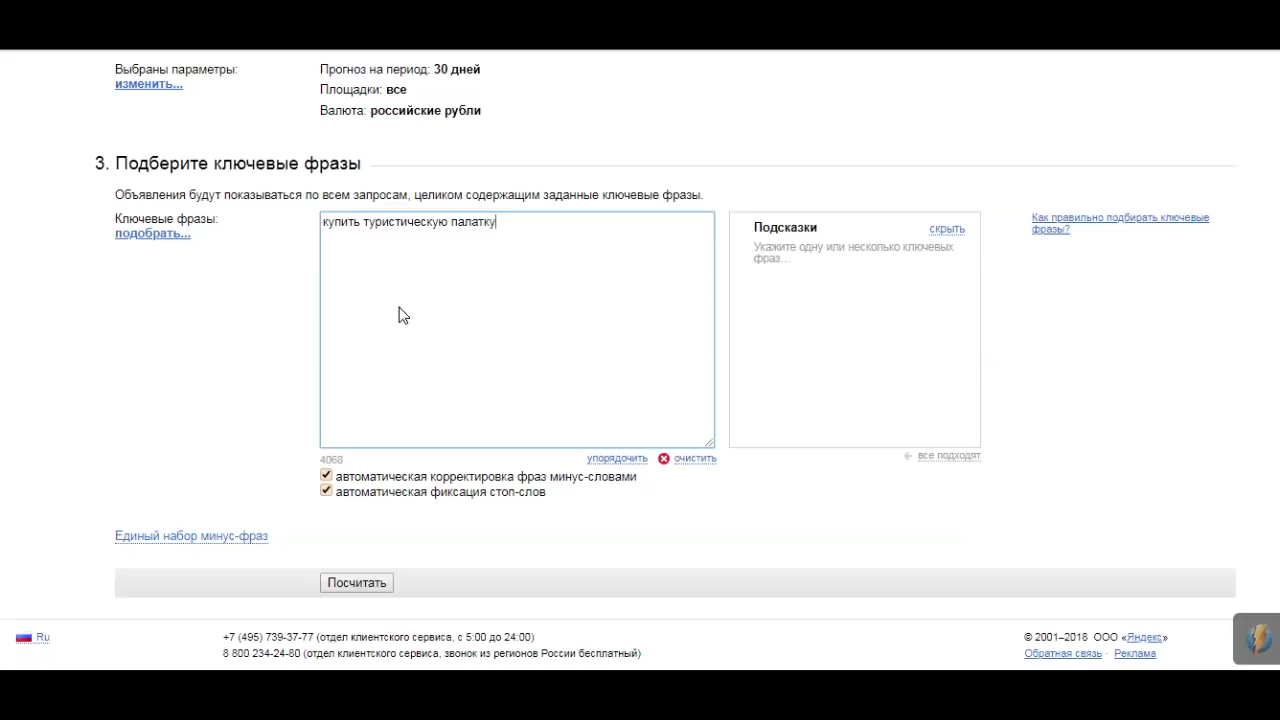 Выбраны параметры:
изменить...
Прогноз на период: 30 дней
Площадки: все
Валюта: российские рубли
3. Подберите ключевые фразы
Объявления будут показываться по всем запросам, целиком содержащим заданные ключевые фразы.
Ключевые фразы:
подобрать...
купить туристическую палатку
Подсказки
скрыть
Укажите одну или несколько ключевых
фраз...
Как правильно подбирать ключевые
фразы?
4068
упорядочить
очистить
← все подходят
автоматическая корректировка фраз минус-словами
автоматическая фиксация стоп-слов
Единый набор минус-фраз
Посчитать
Ru
+7 (495) 739-37-77 (отдел клиентского сервиса, с 5:00 до 24:00)
8 800 234-24-80 (отдел клиентского сервиса, звонок из регионов России бесплатный)
© 2001–2018 ООО «Яндекс»
Обратная связь · Реклама